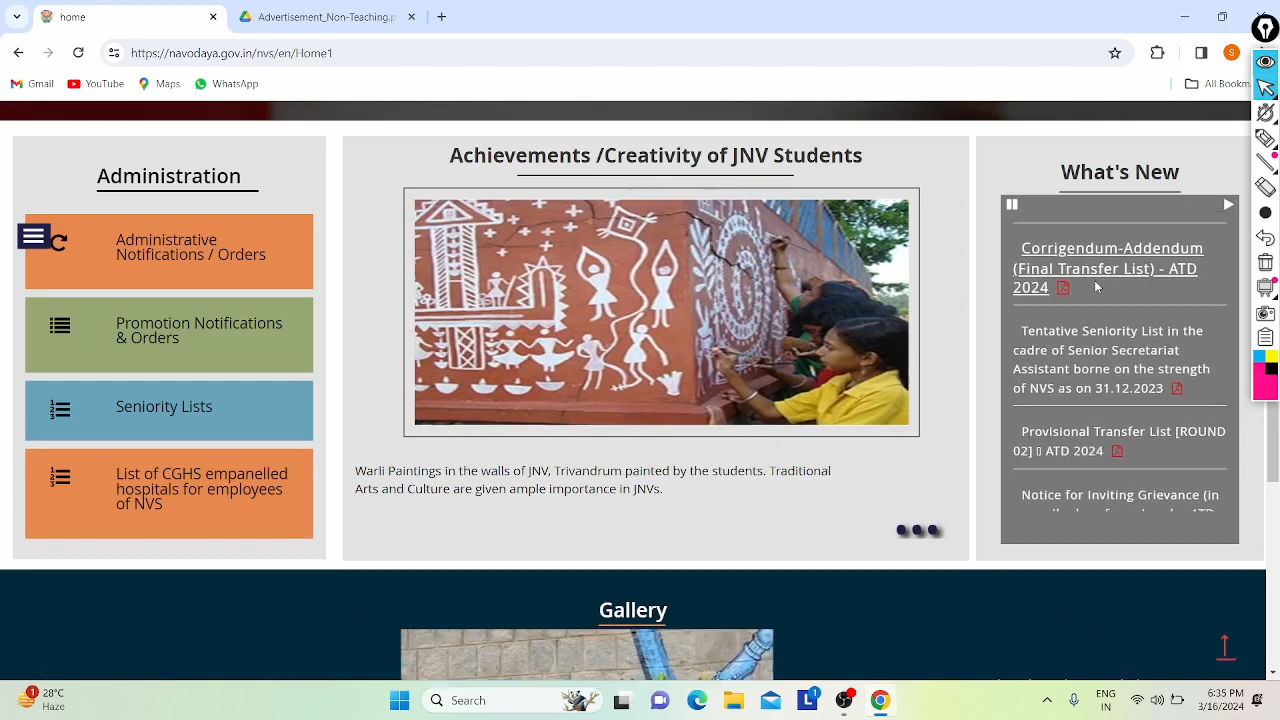 home
Advertisement_Non-Teaching.p
https://navodaya.gov.in/nvs/en/Home1
S
Gmail
YouTube
Maps
WhatsApp
All Bookm
Administration
Administrative
Notifications / Orders
Promotion Notifications
& Orders
Seniority Lists
List of CGHS empanelled
hospitals for employees
of NVS
Achievements /Creativity of JNV Students
Warli Paintings in the walls of JNV, Trivandrum painted by the students. Traditional
Arts and Culture are given ample importance in JNVs.
What's New
Corrigendum-Addendum
(Final Transfer List) - ATD
2024
Tentative Seniority List in the
cadre of Senior Secretariat
Assistant borne on the strength
of NVS as on 31.12.2023
Provisional Transfer List [ROUND
02] ▯ ATD 2024
Notice for Inviting Grievance (in
Gallery
1
28°C
Haze
Search
L
1
ENG
IN
6:35 PM
3/16/2024